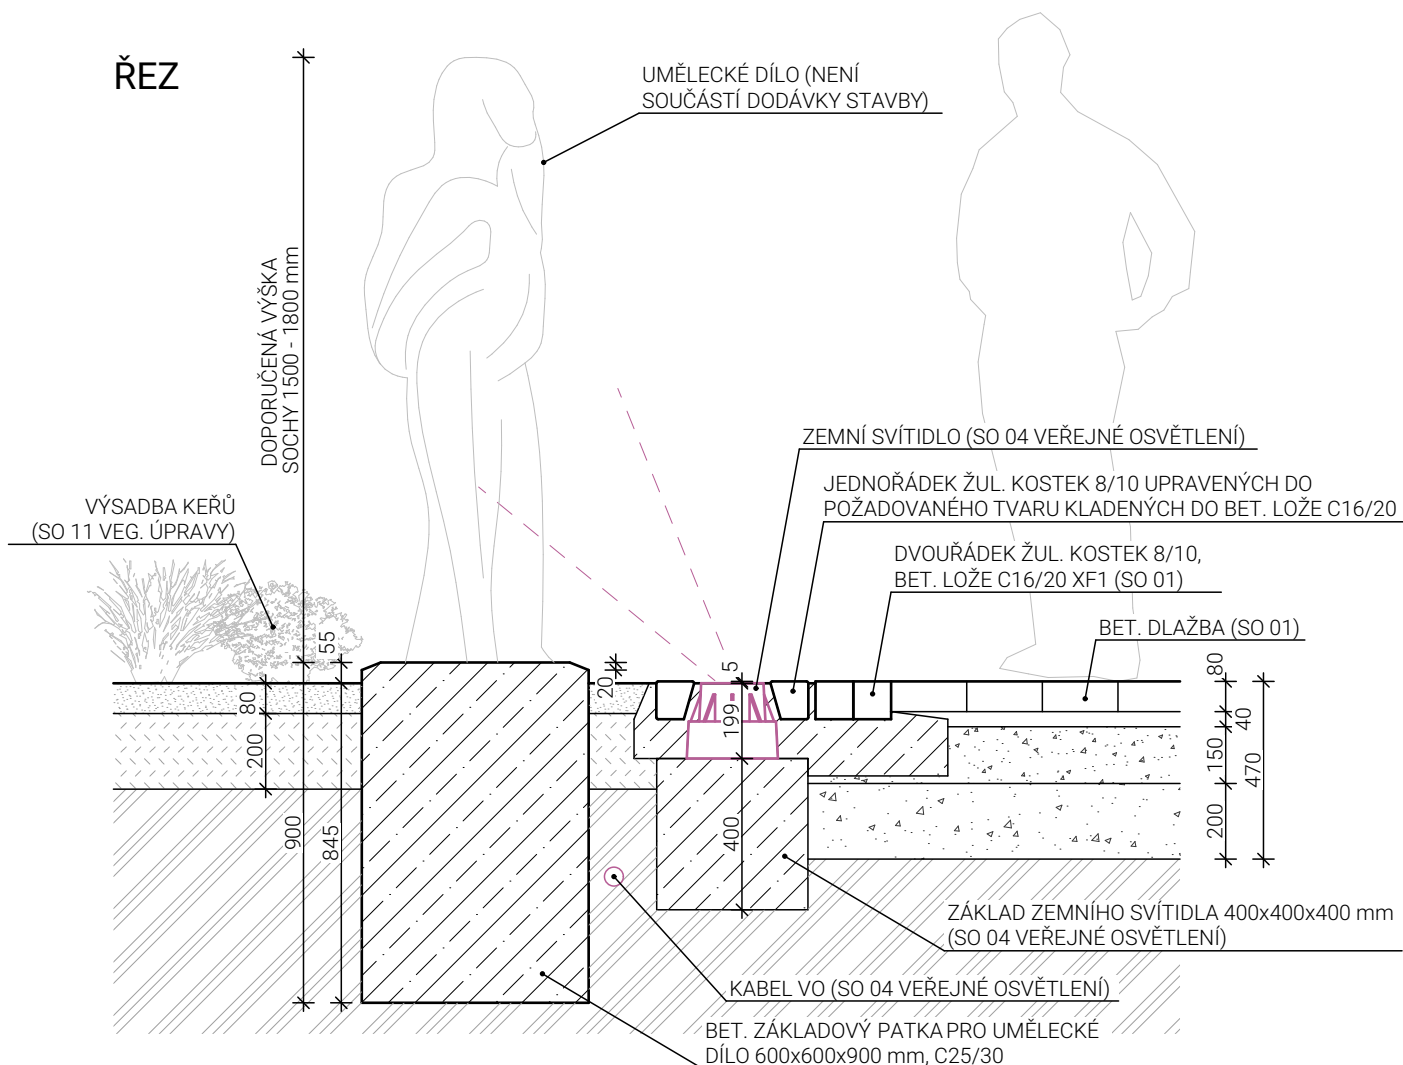 ŘEZ
UMĚLECKÉ DÍLO (NENÍ
SOUČÁSTÍ DODÁVKY STAVBY)
DOPORUČENÁ VÝŠKA
SOCHY 1500 - 1800 mm
ZEMNÍ SVÍTIDLO (SO 04 VEŘEJNÉ OSVĚTLENÍ)
JEDNOŘÁDEK ŽUL. KOSTEK 8/10 UPRAVENÝCH DO
POŽADOVANÉHO TVARU KLADENÝCH DO BET. LOŽE C16/20
VÝSADBA KEŘŮ
(SO 11 VEG. ÚPRAVY)
DVOUŘÁDEK ŽUL. KOSTEK 8/10,
BET. LOŽE C16/20 XF1 (SO 01)
BET. DLAŽBA (SO 01)
55
20
5
80
80
199
40
200
150
470
900
845
400
200
ZÁKLAD ZEMNÍHO SVÍTIDLA 400x400x400 mm
(SO 04 VEŘEJNÉ OSVĚTLENÍ)
KABEL VO (SO 04 VEŘEJNÉ OSVĚTLENÍ)
BET. ZÁKLADOVÝ PATKA PRO UMĚLECKÉ
DÍLO 600x600x900 mm, C25/30